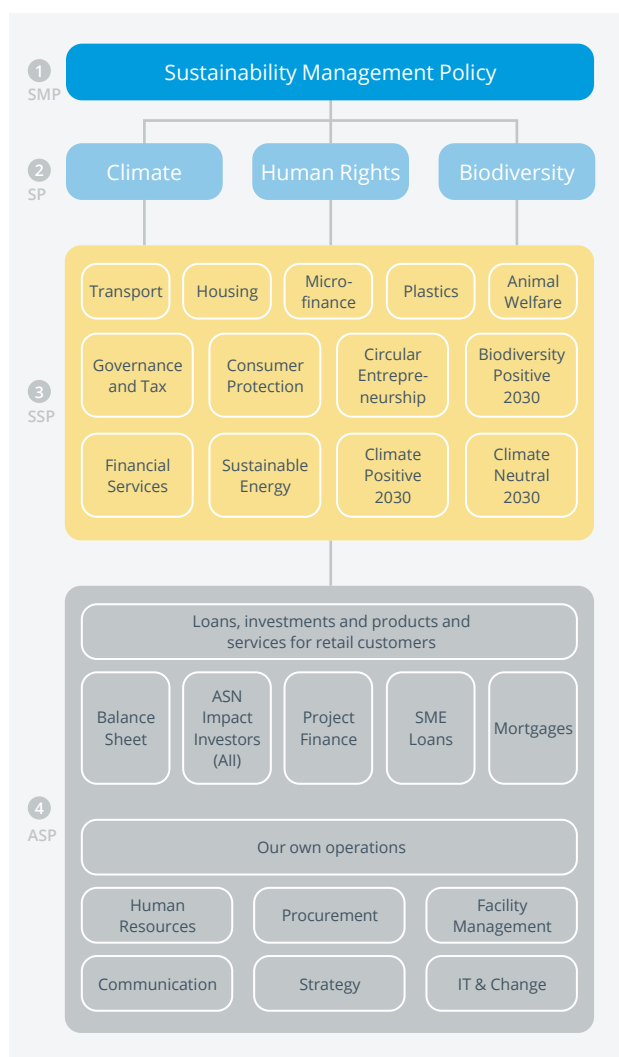 1
SMP
Sustainability Management Policy
2
SP
Climate
Human Rights
Biodiversity
3
SSP
Transport
Housing
Micro-
finance
Plastics
Animal
Welfare
Governance
and Tax
Consumer
Protection
Circular
Entrepre-
neurship
Biodiversity
Positive
2030
Financial
Services
Sustainable
Energy
Climate
Positive
2030
Climate
Neutral
2030
4
ASP
Loans, investments and products and
services for retail customers
Balance
Sheet
ASN
Impact
Investors
(All)
Project
Finance
SME
Loans
Mortgages
Our own operations
Human
Resources
Procurement
Facility
Management
Communication
Strategy
IT & Change